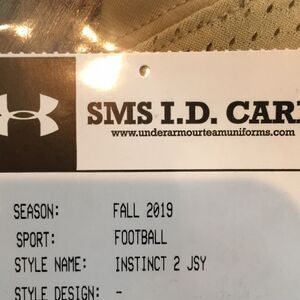 SMS I.D. CAR
www.underarmourteamuniforms.com
SEASON: FALL 2019
SPORT: FOOTBALL
STYLE NAME: INSTINCT 2 JSY
STYLE DESIGN: -